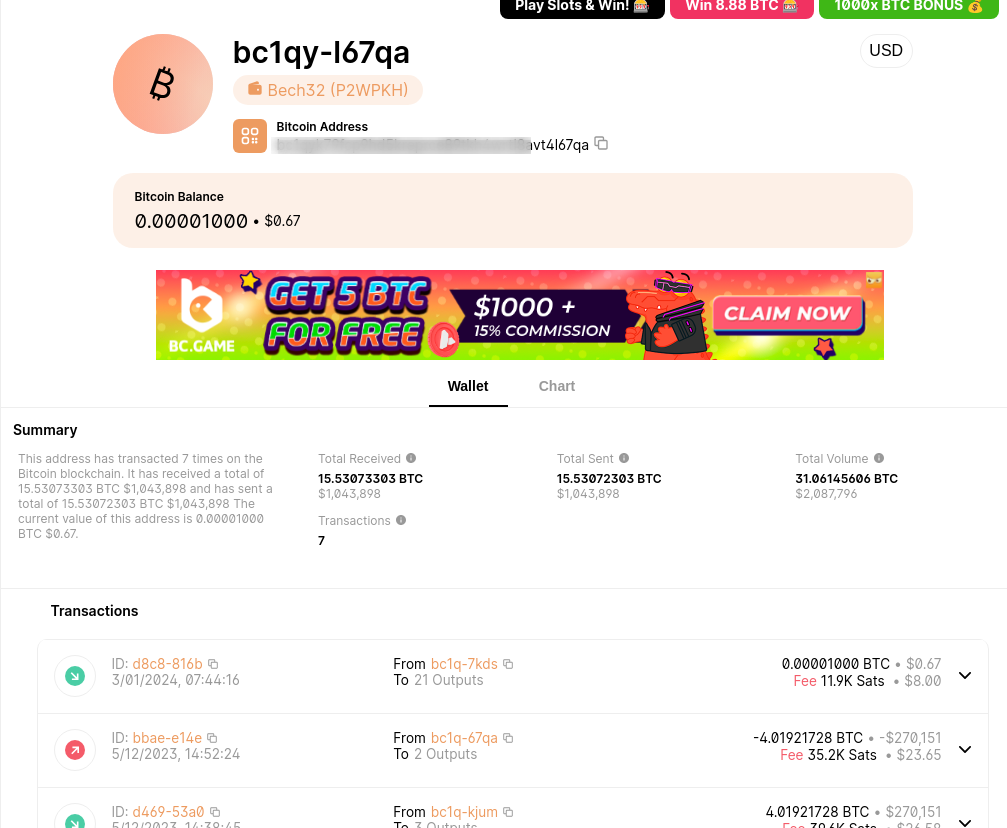 Play Slots & Win! 🎰
Win 8.88 BTC 🎰
1000x BTC BONUS 💰
bc1qy-l67qa
USD
Bech32 (P2WPKH)
Bitcoin Address
avt4l67qa
Bitcoin Balance
0.00001000 • $0.67
BC.GAME
GET 5 BTC
FOR FREE
$1000 +
15% COMMISSION
CLAIM NOW
Wallet
Chart
Summary
This address has transacted 7 times on the
Bitcoin blockchain. It has received a total of
15.53073303 BTC $1,043,898 and has sent a
total of 15.53072303 BTC $1,043,898 The
current value of this address is 0.00001000
BTC $0.67.
Total Received
15.53073303 BTC
$1,043,898
Total Sent
15.53072303 BTC
$1,043,898
Total Volume
31.06145606 BTC
$2,087,796
Transactions
7
Transactions
ID: d8c8-816b
3/01/2024, 07:44:16
From bc1q-7kds
To 21 Outputs
0.00001000 BTC • $0.67
Fee 11.9K Sats • $8.00
ID: bbae-e14e
5/12/2023, 14:52:24
From bc1q-67qa
To 2 Outputs
-4.01921728 BTC • -$270,151
Fee 35.2K Sats • $23.65
ID: d469-53a0
5/12/2023, 14:38:45
From bc1q-kjum
To 3 Outputs
4.01921728 BTC • $270,151
Fee 39.6K Sats • $26.59